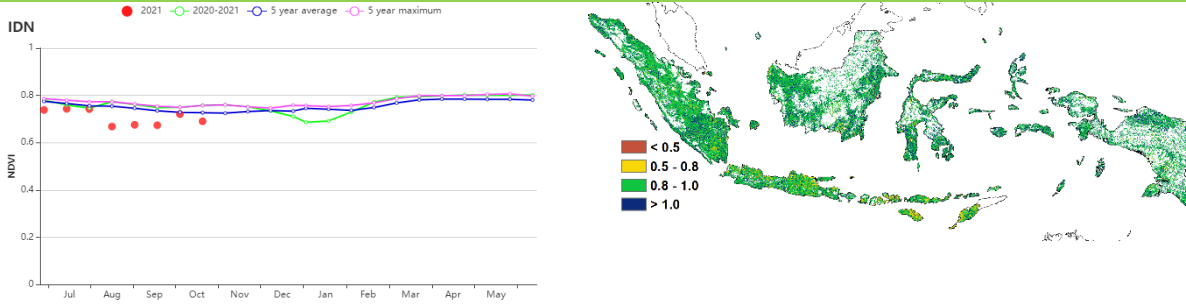 2021 2020-2021 5 year average 5 year maximum
IDN
1
0.8
0.6
0.4
0.2
0
NDVI
Jul Aug Sep Oct Nov Dec Jan Feb Mar Apr May
< 0.5
0.5 - 0.8
0.8 - 1.0
> 1.0